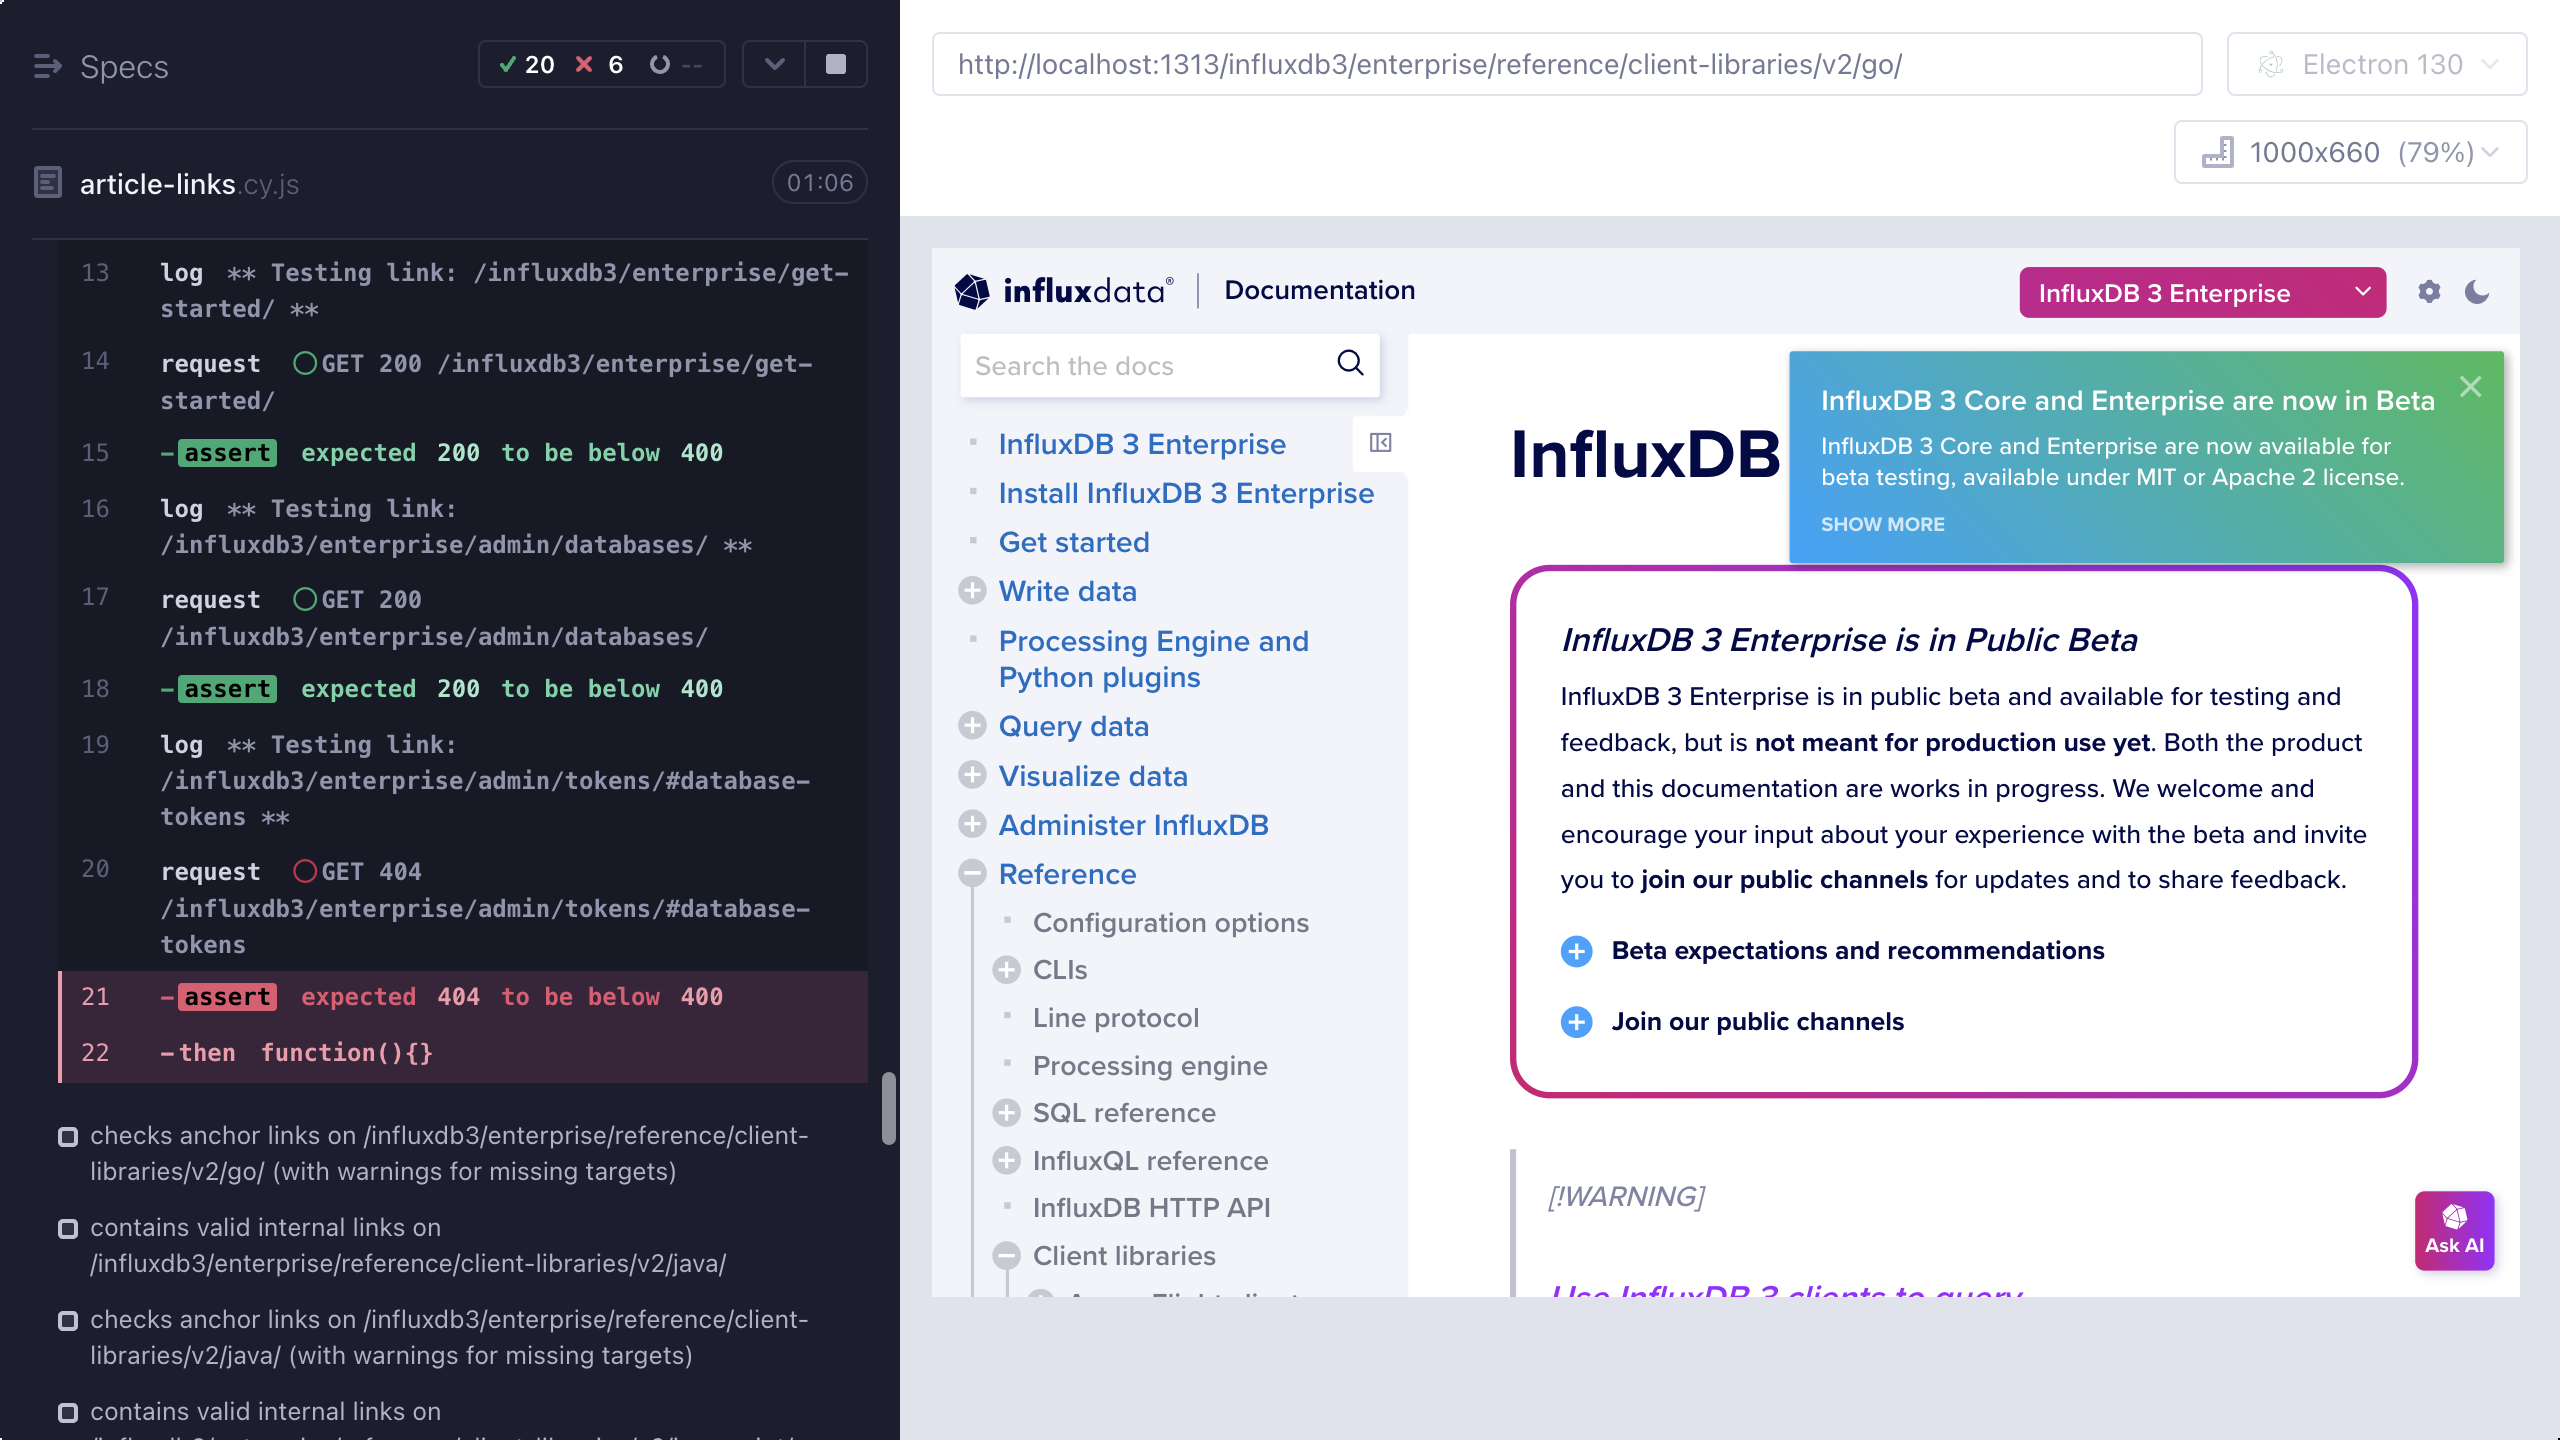 Specs
20 6 --
article-links.cy.js
01:06
13 log ** Testing link: /influxdb3/enterprise/get-
started/ **
14 request GET 200 /influxdb3/enterprise/get-
started/
15 -assert expected 200 to be below 400
16 log ** Testing link:
/influxdb3/enterprise/admin/databases/ **
17 request GET 200
/influxdb3/enterprise/admin/databases/
18 -assert expected 200 to be below 400
19 log ** Testing link:
/influxdb3/enterprise/admin/tokens/#database-
tokens **
20 request GET 404
/influxdb3/enterprise/admin/tokens/#database-
tokens
21 -assert expected 404 to be below 400
22 -then function(){}
checks anchor links on /influxdb3/enterprise/reference/client-
libraries/v2/go/ (with warnings for missing targets)
contains valid internal links on
/influxdb3/enterprise/reference/client-libraries/v2/java/
checks anchor links on /influxdb3/enterprise/reference/client-
libraries/v2/java/ (with warnings for missing targets)
contains valid internal links on
http://localhost:1313/influxdb3/enterprise/reference/client-libraries/v2/go/
Electron 130
1000x660 (79%)
influxdata® Documentation
InfluxDB 3 Enterprise
Search the docs
InfluxDB 3 Enterprise
Install InfluxDB 3 Enterprise
Get started
Write data
Processing Engine and
Python plugins
Query data
Visualize data
Administer InfluxDB
Reference
Configuration options
CLIs
Line protocol
Processing engine
SQL reference
InfluxQL reference
InfluxDB HTTP API
Client libraries
InfluxDB
InfluxDB 3 Core and Enterprise are now in Beta
InfluxDB 3 Core and Enterprise are now available for
beta testing, available under MIT or Apache 2 license.
SHOW MORE
InfluxDB 3 Enterprise is in Public Beta
InfluxDB 3 Enterprise is in public beta and available for testing and
feedback, but is not meant for production use yet. Both the product
and this documentation are works in progress. We welcome and
encourage your input about your experience with the beta and invite
you to join our public channels for updates and to share feedback.
Beta expectations and recommendations
Join our public channels
[!WARNING]
Use InfluxDB 3 clients to query
Ask AI